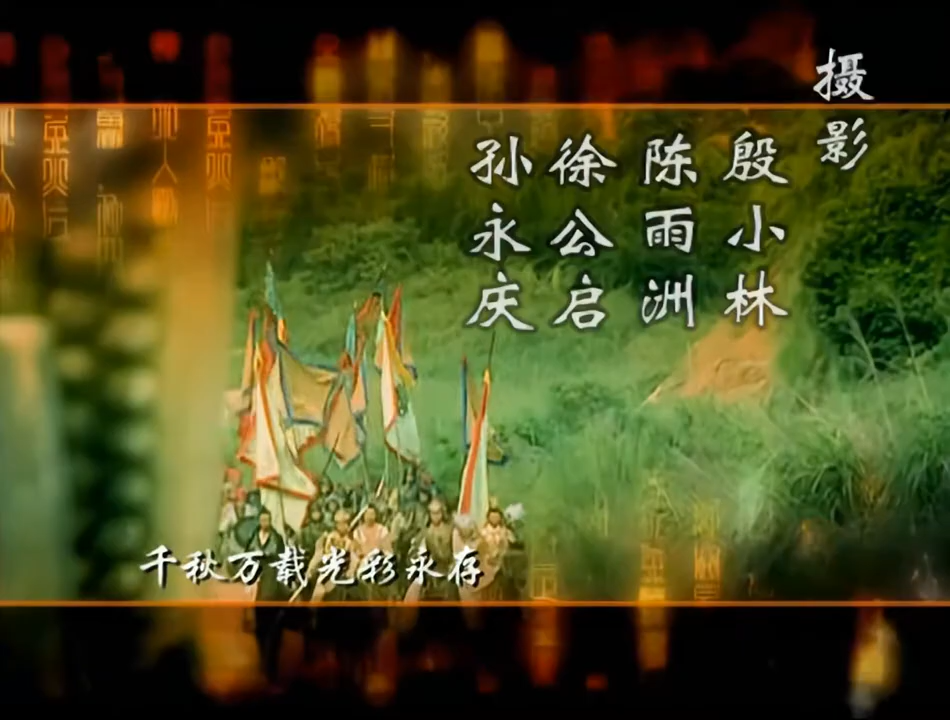 摄影
殷小林
陈雨洲
徐公启
孙永庆
千秋万载光彩永存